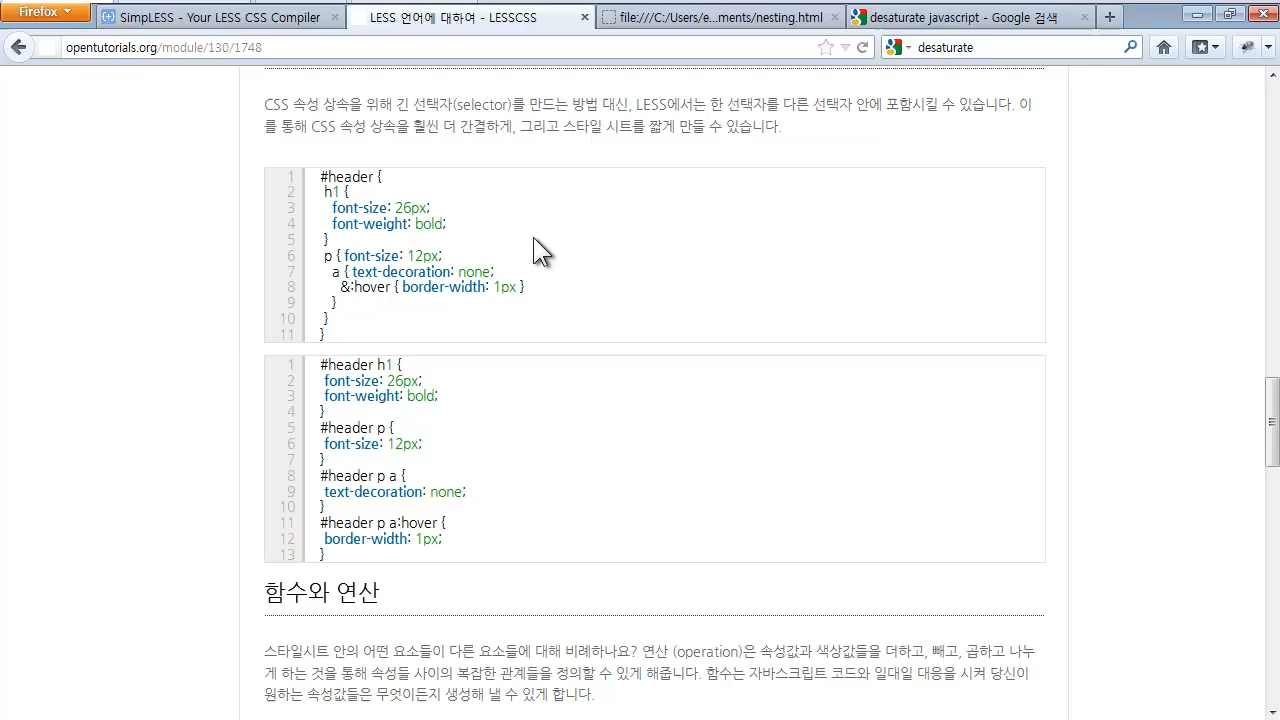 Firefox
SimpLESS - Your LESS CSS Compiler
LESS 언어에 대하여 - LESSCSS
file:///C:/Users/e...ments/nesting.html
desaturate javascript - Google 검색
opentutorials.org/module/130/1748
desaturate
CSS 속성 상속을 위해 긴 선택자(selector)를 만드는 방법 대신, LESS에서는 한 선택자를 다른 선택자 안에 포함시킬 수 있습니다. 이
를 통해 CSS 속성 상속을 훨씬 더 간결하게, 그리고 스타일 시트를 짧게 만들 수 있습니다.
1 #header {
2 h1 {
3 font-size: 26px;
4 font-weight: bold;
5 }
6 p { font-size: 12px;
7 a { text-decoration: none;
8 &:hover { border-width: 1px }
9 }
10 }
11 }
1 #header h1 {
2 font-size: 26px;
3 font-weight: bold;
4 }
5 #header p {
6 font-size: 12px;
7 }
8 #header p a {
9 text-decoration: none;
10 }
11 #header p a:hover {
12 border-width: 1px;
13 }
함수와 연산
스타일시트 안의 어떤 요소들이 다른 요소들에 대해 비례하나요? 연산 (operation)은 속성값과 색상값들을 더하고, 빼고, 곱하고 나누
게 하는 것을 통해 속성들 사이의 복잡한 관계들을 정의할 수 있게 해줍니다. 함수는 자바스크립트 코드와 일대일 대응을 시켜 당신이
원하는 속성값들은 무엇이든지 생성해 낼 수 있게 합니다.